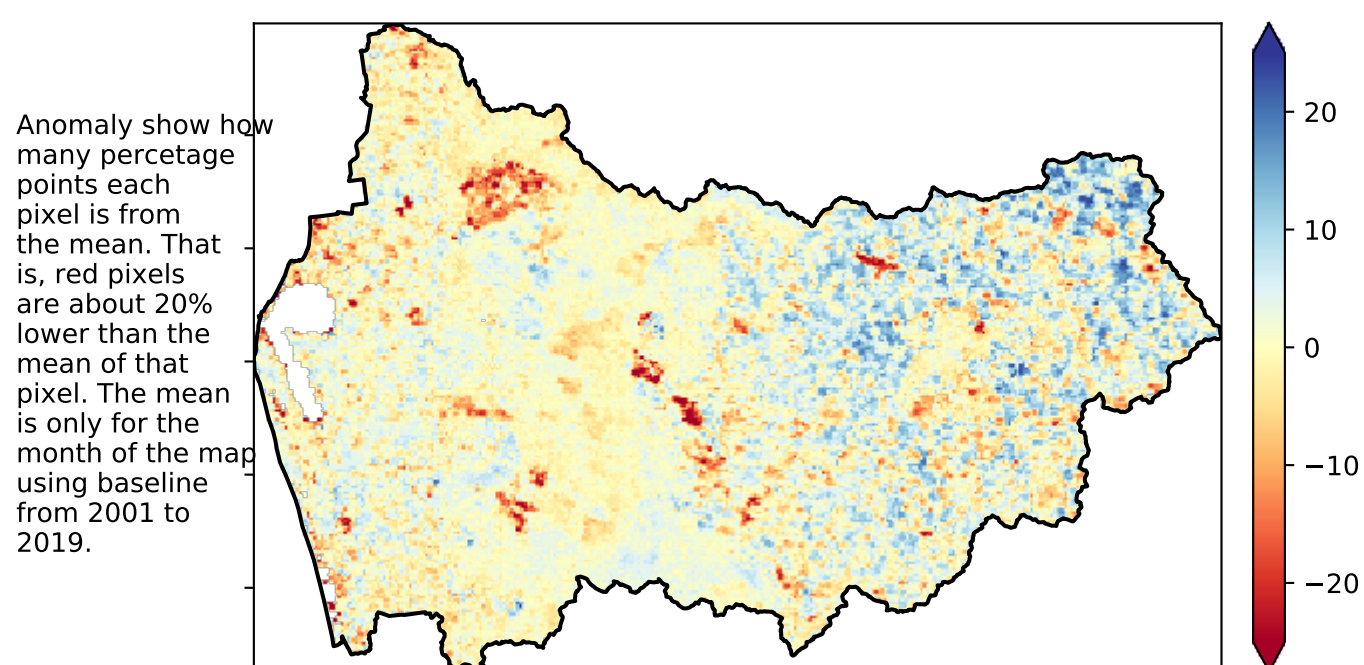 Anomaly show how
many percetage
points each
pixel is from
the mean. That
is, red pixels
are about 20%
lower than the
mean of that
pixel. The mean
is only for the
month of the map
using baseline
from 2001 to
2019.
20
10
0
−10
−20